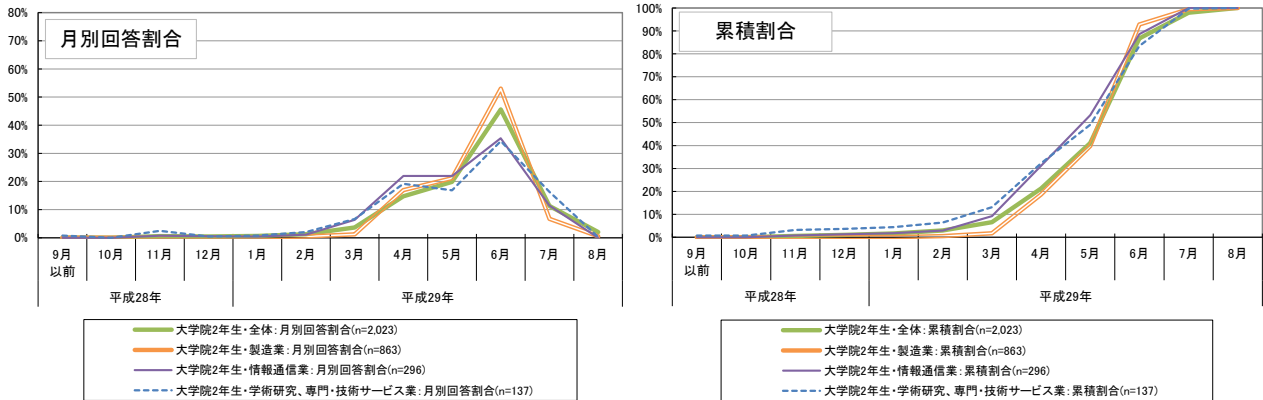 月別回答割合
80%
70%
60%
50%
40%
30%
20%
10%
0%
9月以前 10月 11月 12月 1月 2月 3月 4月 5月 6月 7月 8月
平成28年 平成29年
大学院2年生・全体：月別回答割合(n=2,023)
大学院2年生・製造業：月別回答割合(n=863)
大学院2年生・情報通信業：月別回答割合(n=296)
大学院2年生・学術研究、専門・技術サービス業：月別回答割合(n=137)
累積割合
100%
90%
80%
70%
60%
50%
40%
30%
20%
10%
0%
9月以前 10月 11月 12月 1月 2月 3月 4月 5月 6月 7月 8月
平成28年 平成29年
大学院2年生・全体：累積割合(n=2,023)
大学院2年生・製造業：累積割合(n=863)
大学院2年生・情報通信業：累積割合(n=296)
大学院2年生・学術研究、専門・技術サービス業：累積割合(n=137)